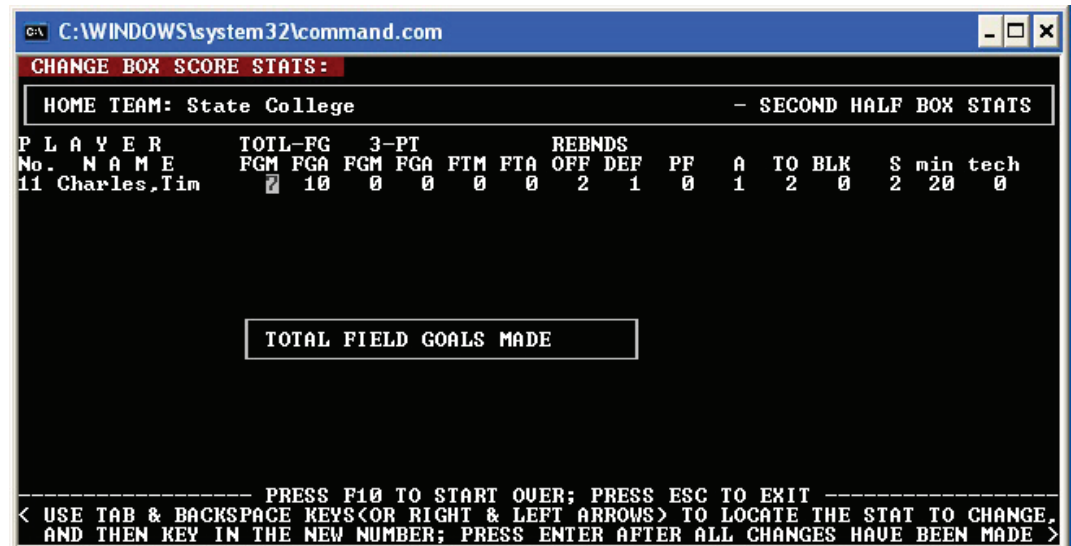 C:\WINDOWS\system32\command.com
CHANGE BOX SCORE STATS:
HOME TEAM: State College - SECOND HALF BOX STATS
P L A Y E R TOTL-FG 3-PT REBNDS
No. N A M E FGM FGA FGM FGA FTM FTA OFF DEF PF A TO BLK S min tech
11 Charles,Tim 7 10 0 0 0 0 2 1 0 1 2 0 2 20 0
TOTAL FIELD GOALS MADE
------------------- PRESS F10 TO START OVER; PRESS ESC TO EXIT -------------------
< USE TAB & BACKSPACE KEYS(OR RIGHT & LEFT ARROWS) TO LOCATE THE STAT TO CHANGE,
AND THEN KEY IN THE NEW NUMBER; PRESS ENTER AFTER ALL CHANGES HAVE BEEN MADE >